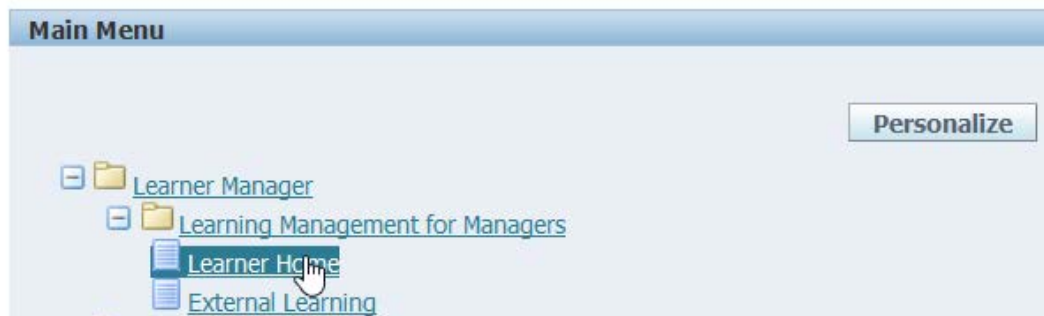 Main Menu
Personalize
Learner Manager
Learning Management for Managers
Learner Home
External Learning